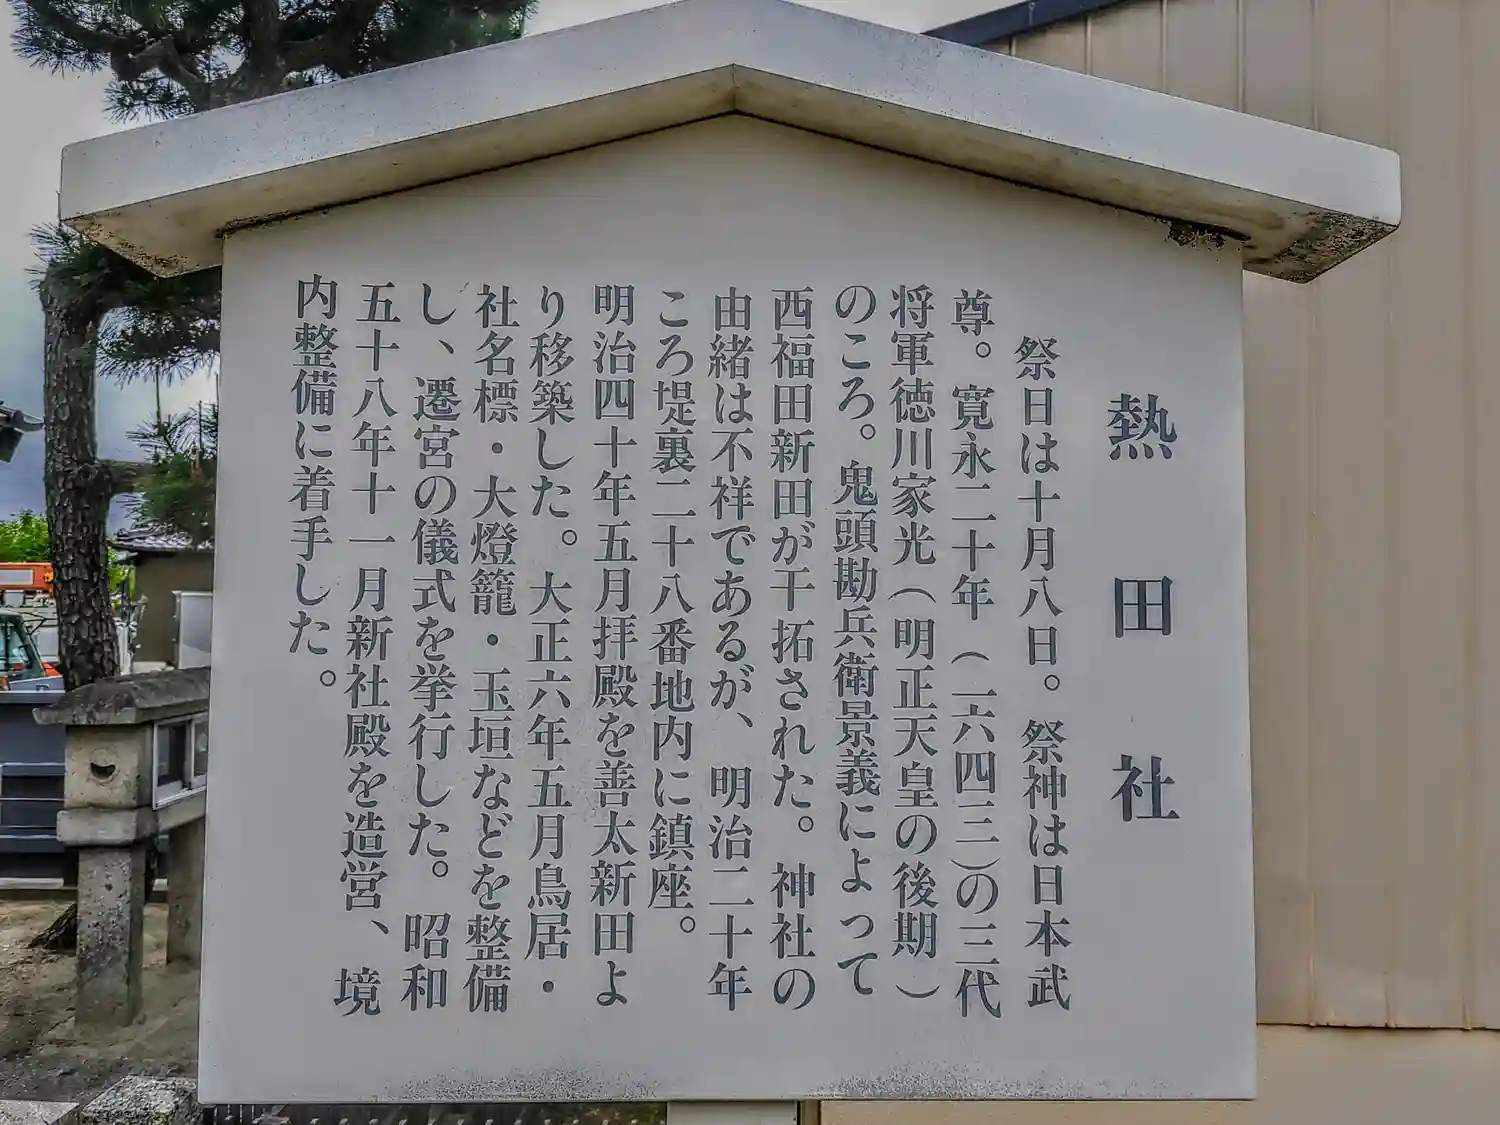 熱田社
祭日は十月八日。祭神は日本武
尊。寛永二十年（一六四三）の三代
将軍徳川家光（明正天皇の後期）
のころ。鬼頭勘兵衛景義によって
西福田新田が干拓された。神社の
由緒は不祥であるが、明治二十年
ころ堤裏二十八番地内に鎮座。
明治四十年五月拝殿を善太新田よ
り移築した。大正六年五月鳥居・
社名標・大燈籠・玉垣などを整備
し、遷宮の儀式を挙行した。昭和
五十八年十一月新社殿を造営、境
内整備に着手した。